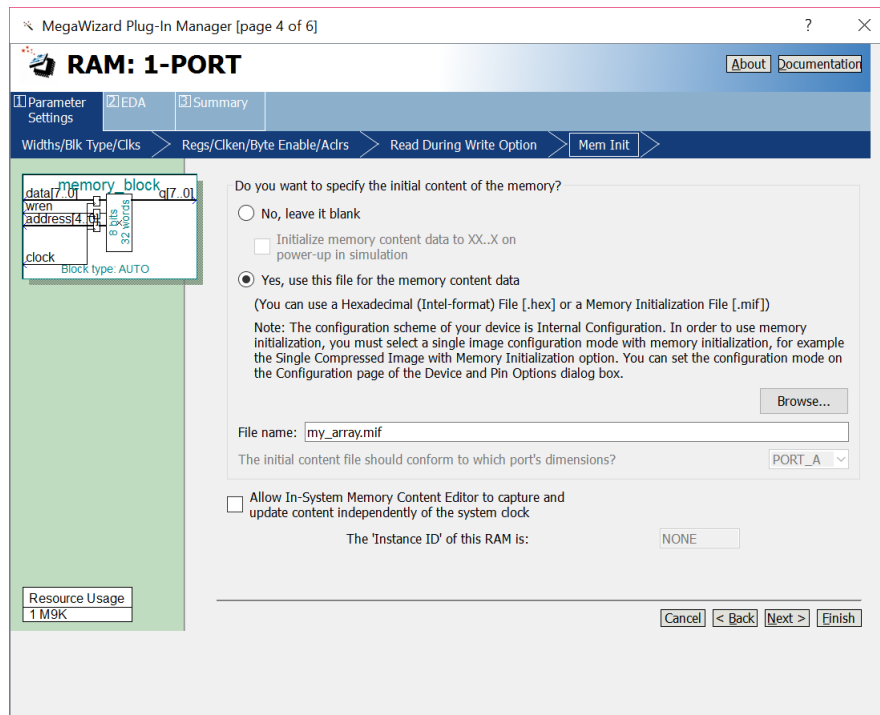 MegaWizard Plug-In Manager [page 4 of 6]
?
RAM: 1-PORT
About Documentation
1 Parameter Settings
2 EDA
3 Summary
Widths/Blk Type/Clks
Regs/Clken/Byte Enable/Aclrs
Read During Write Option
Mem Init
memory_block
data[7..0]
q[7..0]
wren
address[4..0]
8 bits
32 words
clock
Block type: AUTO
Do you want to specify the initial content of the memory?
No, leave it blank
Initialize memory content data to XX..X on
power-up in simulation
Yes, use this file for the memory content data
(You can use a Hexadecimal (Intel-format) File [.hex] or a Memory Initialization File [.mif])
Note: The configuration scheme of your device is Internal Configuration. In order to use memory
initialization, you must select a single image configuration mode with memory initialization, for example
the Single Compressed Image with Memory Initialization option. You can set the configuration mode on
the Configuration page of the Device and Pin Options dialog box.
Browse...
File name: my_array.mif
The initial content file should conform to which port's dimensions? PORT_A
Allow In-System Memory Content Editor to capture and
update content independently of the system clock
The 'Instance ID' of this RAM is: NONE
Resource Usage
1 M9K
Cancel < Back Next > Finish